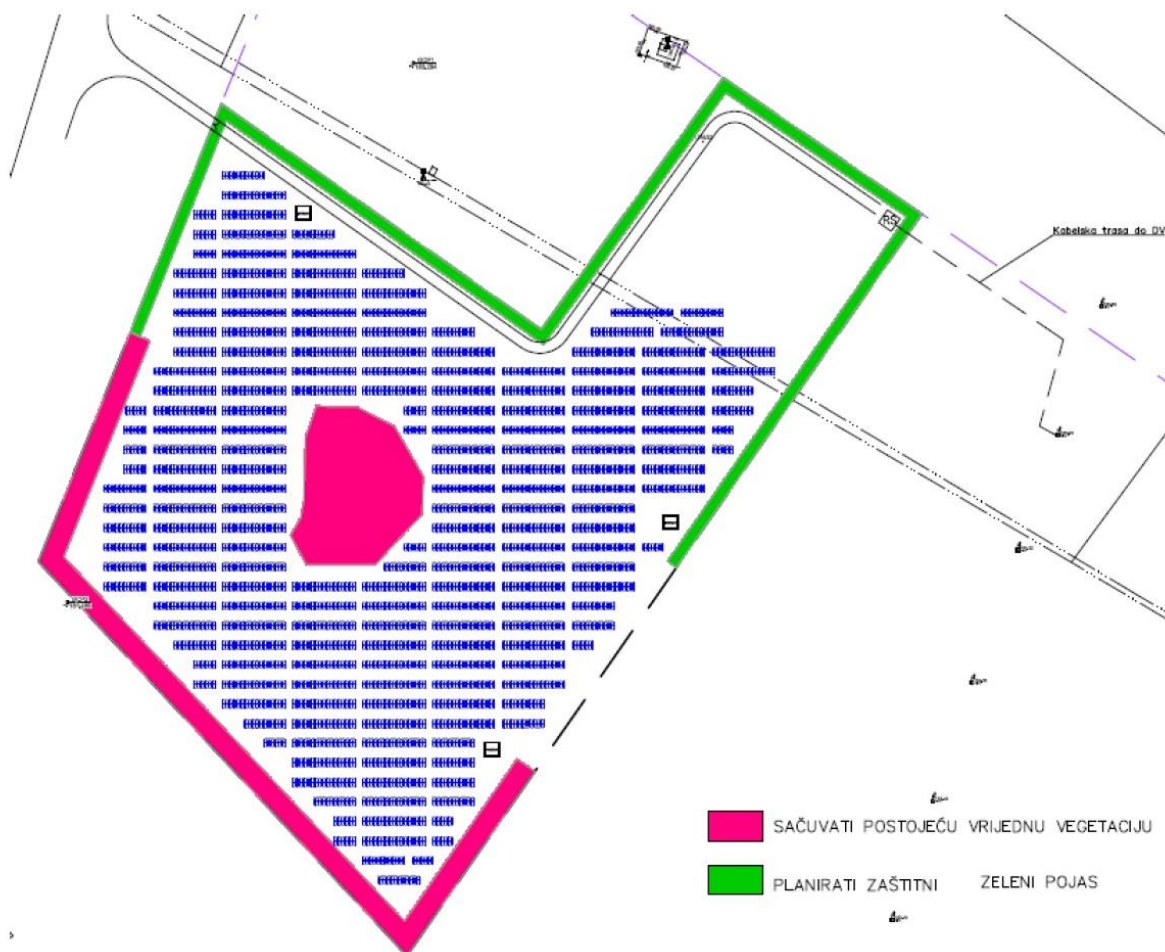 RS
Kabelska trasa do DV
SAČUVATI POSTOJEĆU VRIJEDNU VEGETACIJU
PLANIRATI ZAŠTITNI ZELENI POJAS